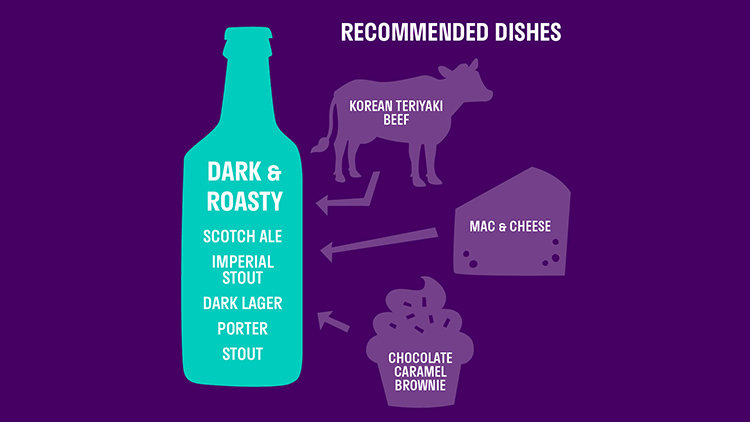 RECOMMENDED DISHES
KOREAN TERIYAKI
BEEF
DARK &
ROASTY
SCOTCH ALE
IMPERIAL
STOUT
DARK LAGER
PORTER
STOUT
MAC & CHEESE
CHOCOLATE
CARAMEL
BROWNIE